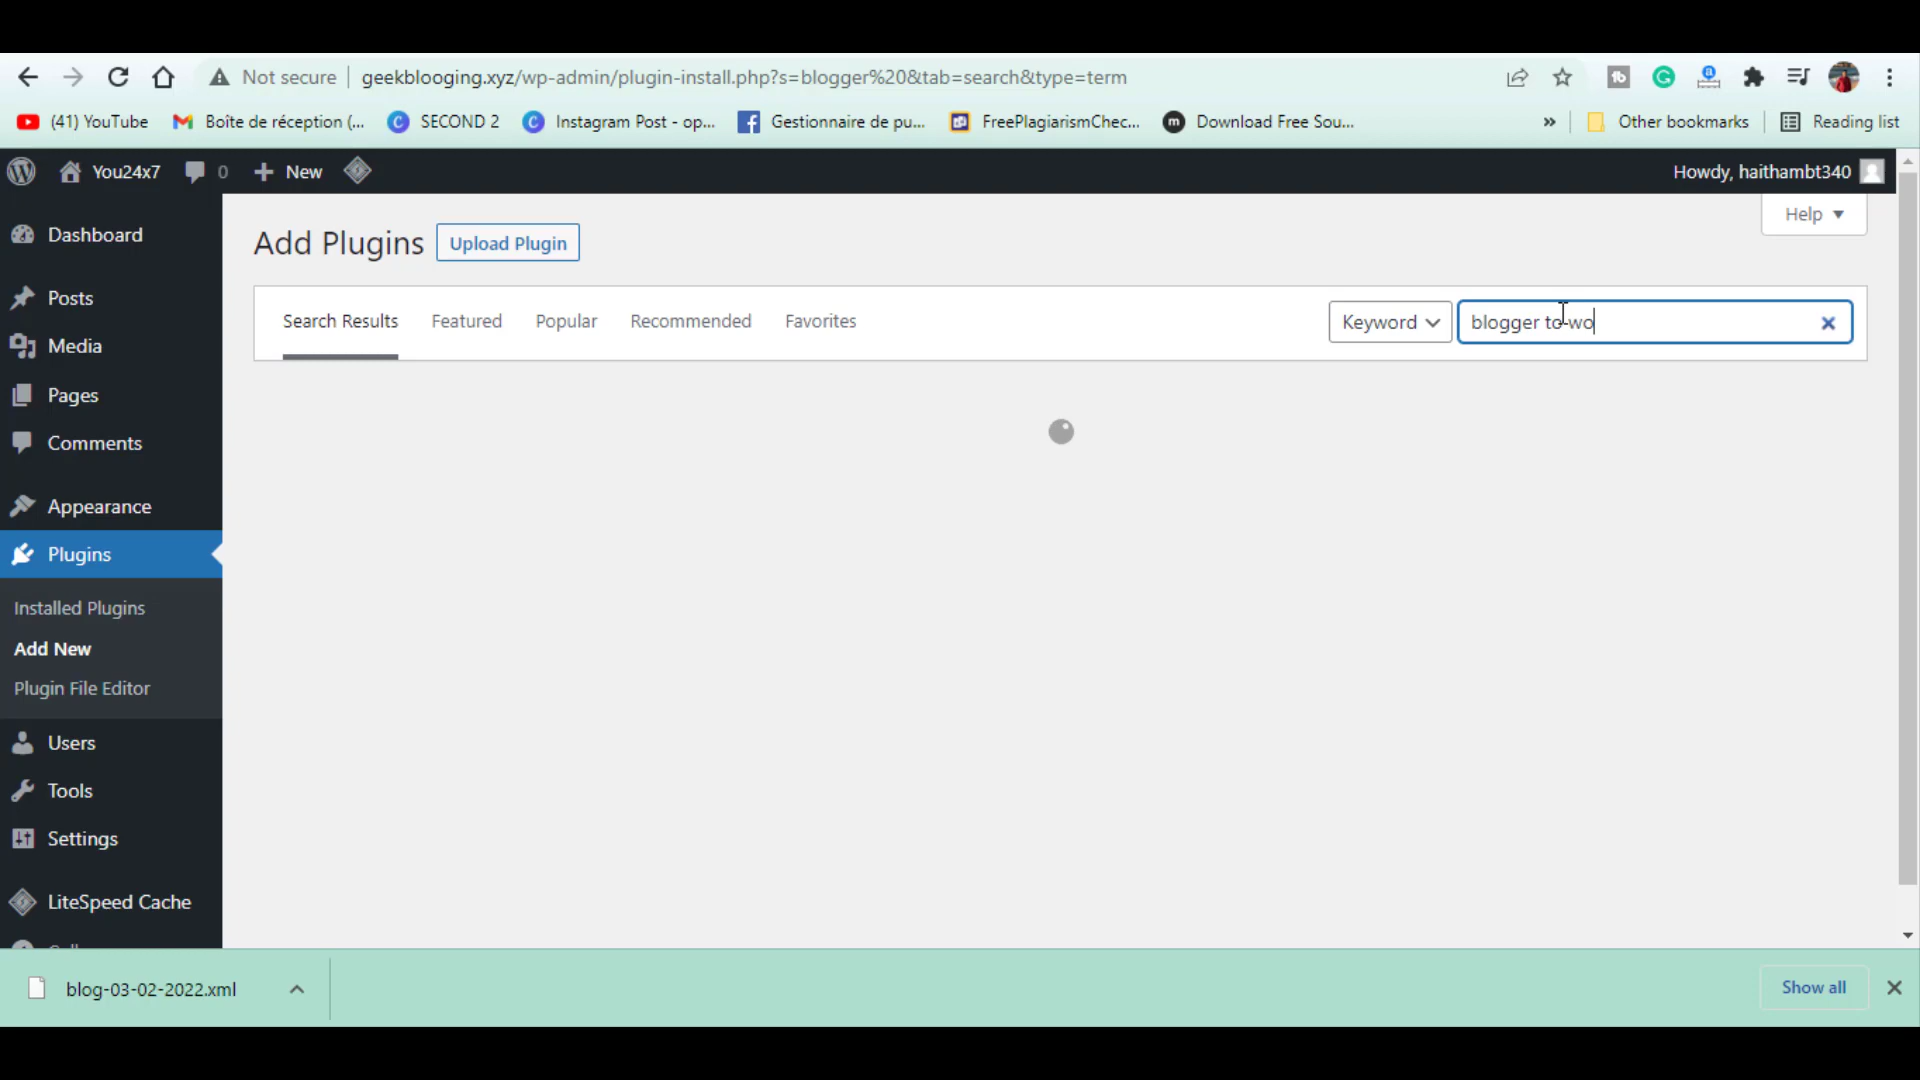 Not secure | geekblooging.xyz/wp-admin/plugin-install.php?s=blogger%20&tab=search&type=term
(41) YouTube Boîte de réception (... SECOND 2 Instagram Post - op... Gestionnaire de pu... FreePlagiarismChec... Download Free Sou... » Other bookmarks Reading list
You24x7 0 + New Howdy, haithambt340
Help
Dashboard
Add Plugins Upload Plugin
Posts
Search Results Featured Popular Recommended Favorites Keyword blogger to wo
Media
Pages
Comments
Appearance
Plugins
Installed Plugins
Add New
Plugin File Editor
Users
Tools
Settings
LiteSpeed Cache
blog-03-02-2022.xml Show all